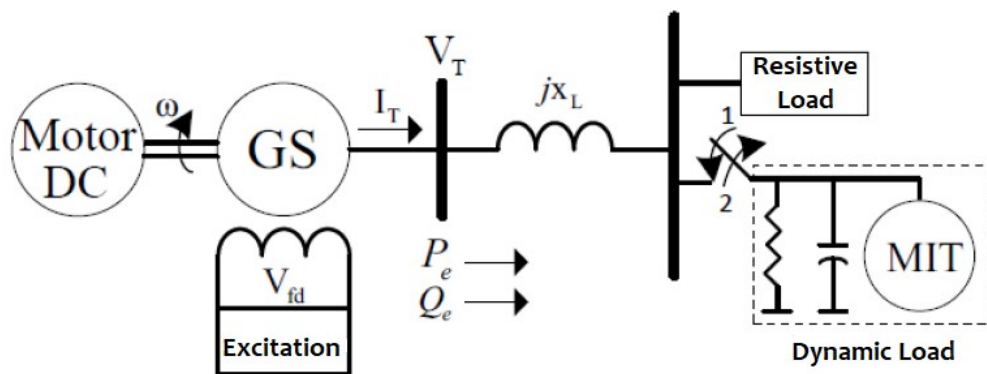 Motor
DC
ω
GS
I_T
V_T
jx_L
Resistive
Load
1
2
MIT
Dynamic Load
P_e
Q_e
V_fd
Excitation